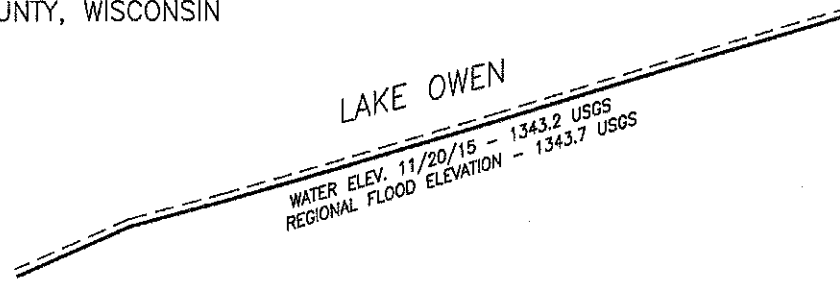 UNTY, WISCONSIN
LAKE OWEN
WATER ELEV. 11/20/15 - 1343.2 USGS
REGIONAL FLOOD ELEVATION - 1343.7 USGS